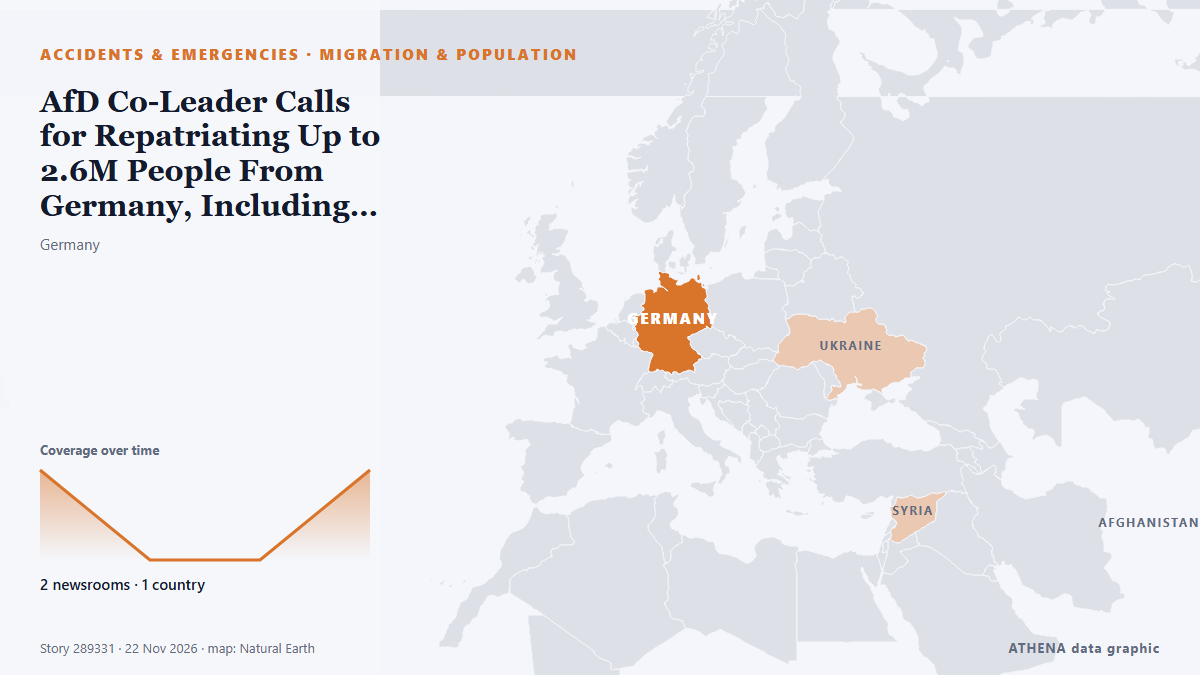 ACCIDENTS & EMERGENCIES · MIGRATION & POPULATION
AfD Co-Leader Calls
for Repatriating Up to
2.6M People From
Germany, Including...
Germany
GERMANY
UKRAINE
SYRIA
AFGHANISTAN
Coverage over time
2 newsrooms · 1 country
Story 289331 · 22 Nov 2026 · map: Natural Earth
ATHENA data graphic